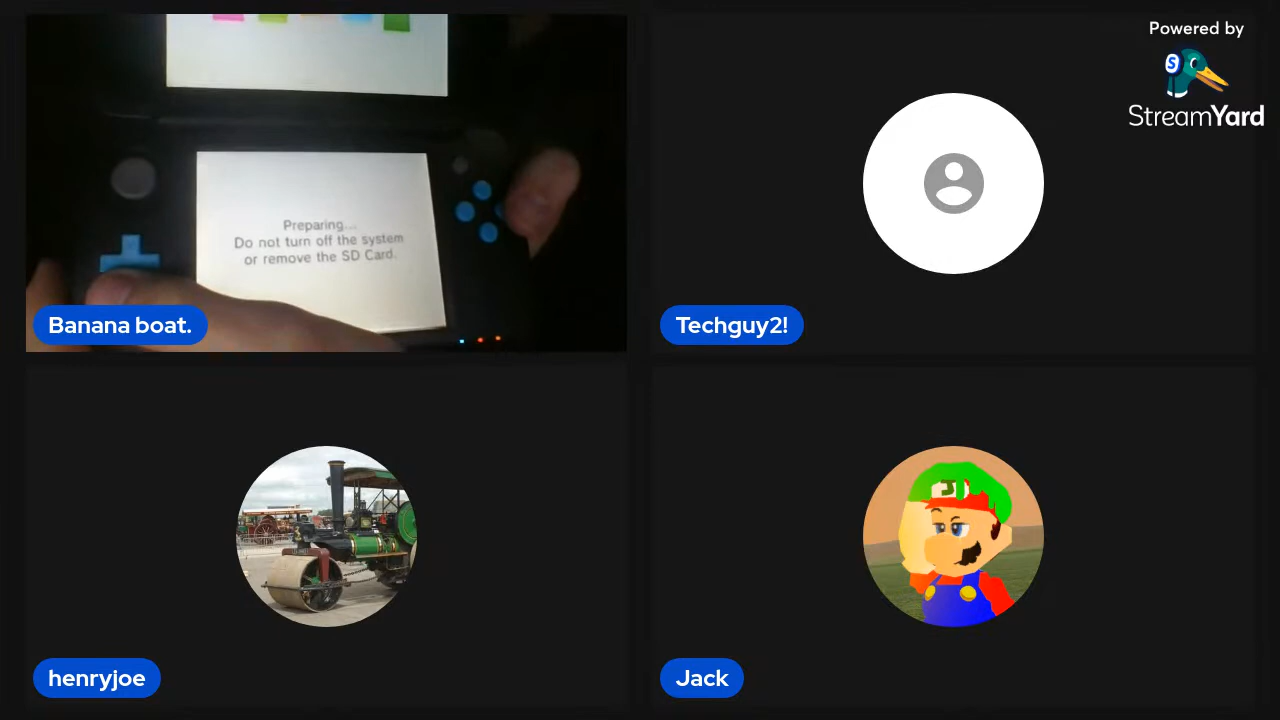 Powered by
S
StreamYard
Preparing...
Do not turn off the system
or remove the SD Card.
Banana boat.
Techguy2!
J
henryjoe
Jack